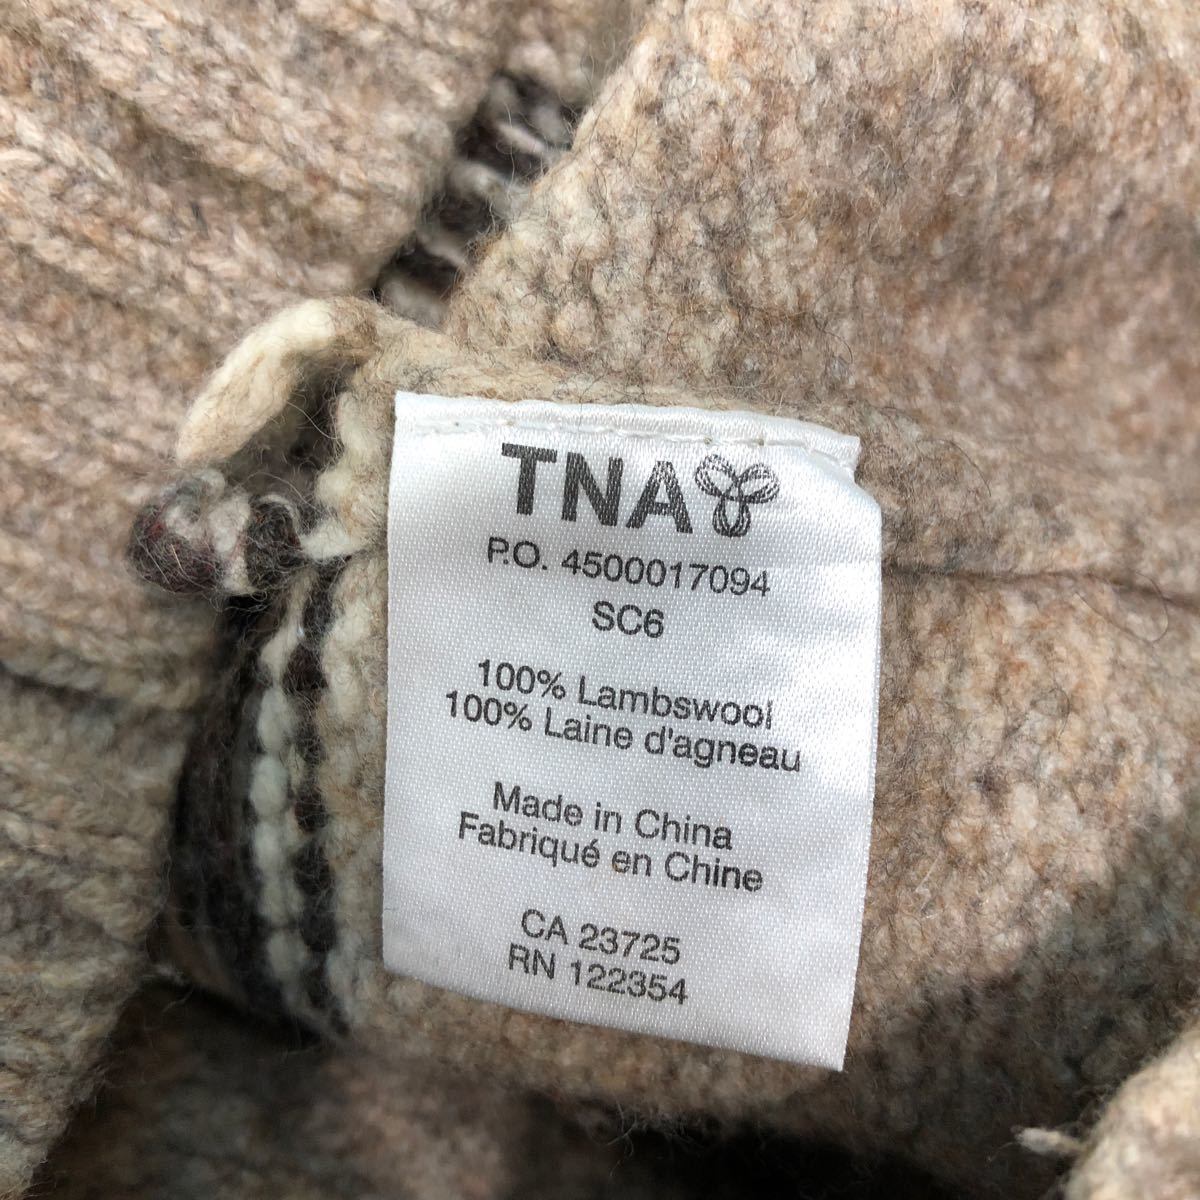 TNA
P.O. 4500017094
SC6
100% Lambswool
100% Laine d'agneau
Made in China
Fabriqué en Chine
CA 23725
RN 122354